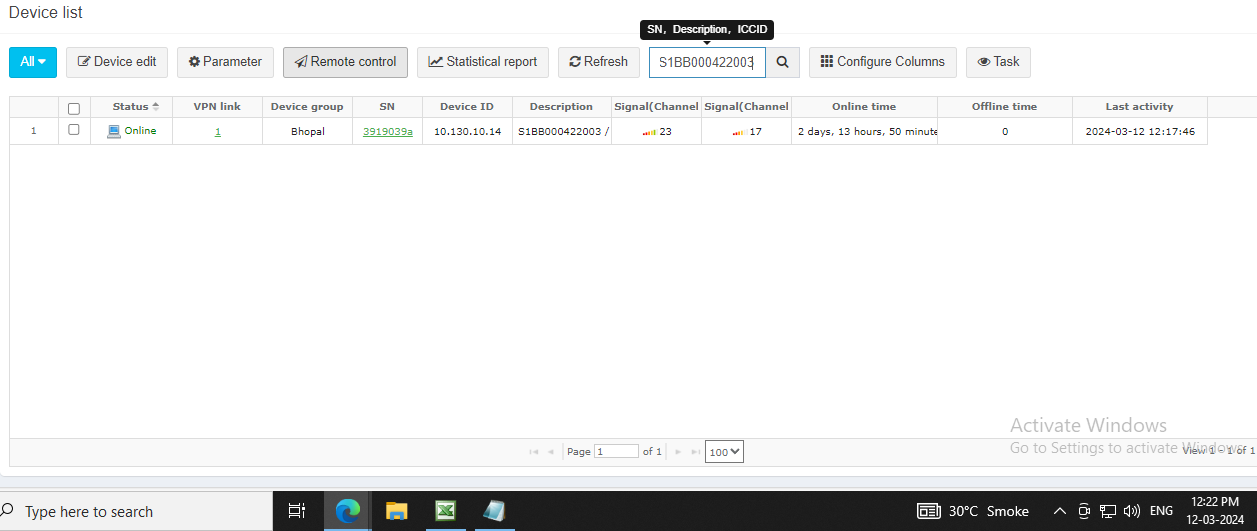 Device list
SN, Description, ICCID
All Device edit Parameter Remote control Statistical report Refresh S1BB000422003 Configure Columns Task
Status VPN link Device group SN Device ID Description Signal(Channel Signal(Channel Online time Offline time Last activity
1 Online 1 Bhopal 3919039a 10.130.10.14 S1BB000422003 / 23 17 2 days, 13 hours, 50 minute 0 2024-03-12 12:17:46
Activate Windows
Go to Settings to activate Windows.
Page 1 of 1 100 View 1 - 1 of 1
Type here to search 30°C Smoke ENG 12:22 PM
12-03-2024